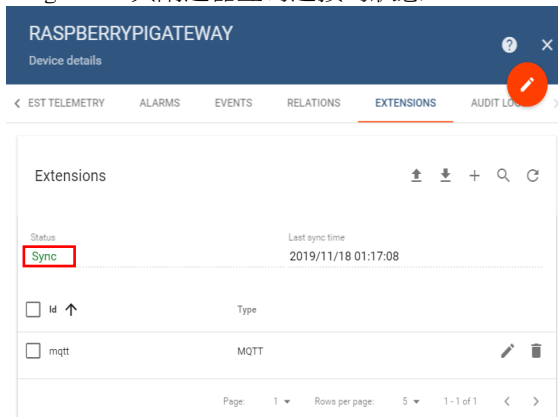 RASPBERRYPIGATEWAY
Device details
EST TELEMETRY ALARMS EVENTS RELATIONS EXTENSIONS AUDIT LO
Extensions
Status Last sync time
Sync 2019/11/18 01:17:08
Id Type
mqtt MQTT
Page: 1 Rows per page: 5 1 - 1 of 1